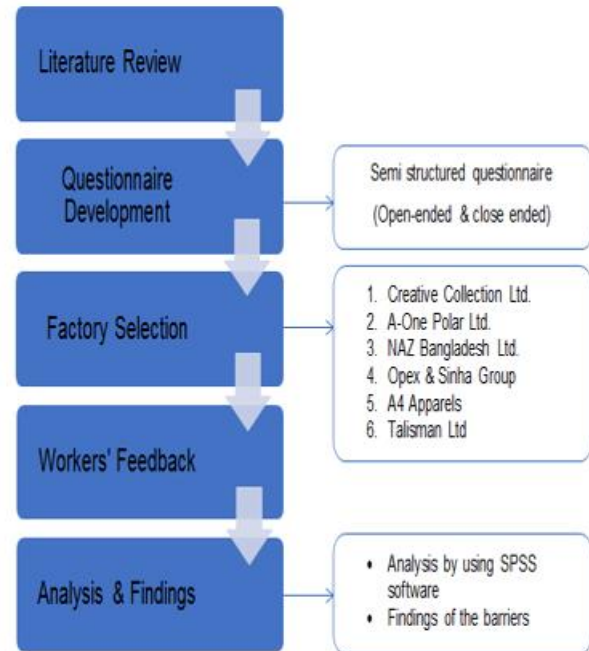 Literature Review
Questionnaire
Development
Semi structured questionnaire
(Open-ended & close ended)
Factory Selection
1. Creative Collection Ltd.
2. A-One Polar Ltd.
3. NAZ Bangladesh Ltd.
4. Opex & Sinha Group
5. A4 Apparels
6. Talisman Ltd
Workers' Feedback
Analysis & Findings
• Analysis by using SPSS
software
• Findings of the barriers